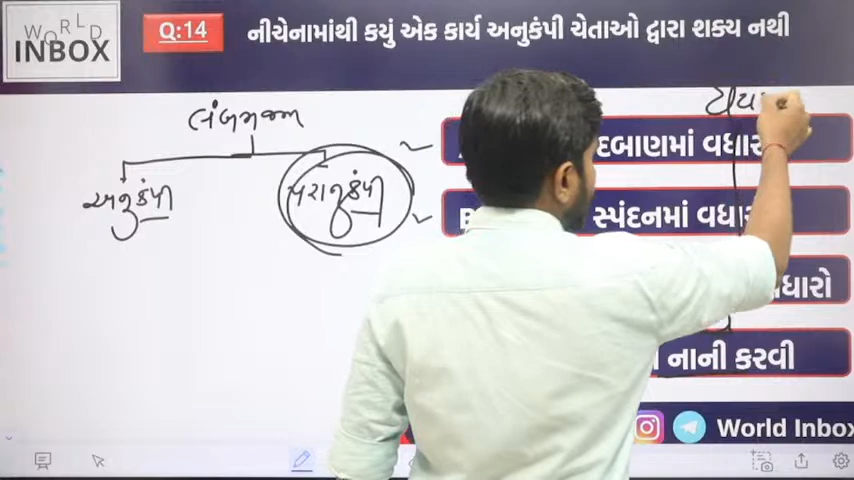 WORLD
INBOX
Q:14
નીચેનામાંથી કયું એક કાર્ય અનુકંપી ચેતાઓ દ્વારા શક્ય નથી
લંબમજ્જા
અનુકંપી
પરાનુકંપી
દબાણમાં વધારો
B
સ્પંદનમાં વધારો
વધારો
નાની કરવી
World Inbox